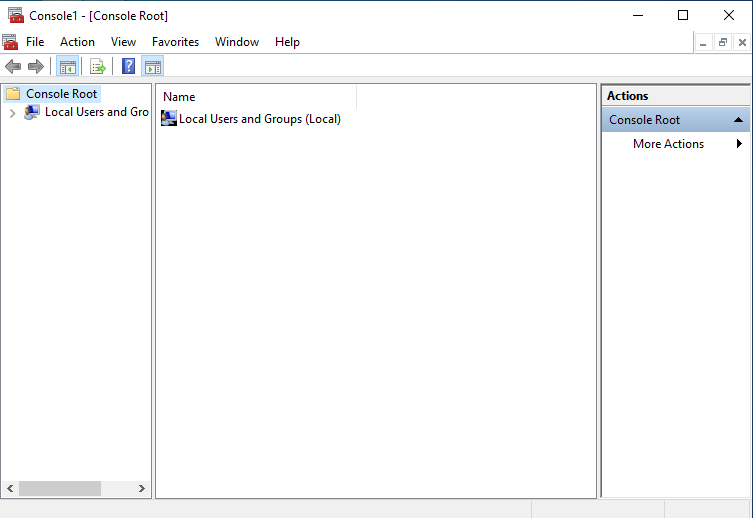 Console1 - [Console Root]
File Action View Favorites Window Help
Console Root
Local Users and Gro
Name
Local Users and Groups (Local)
Actions
Console Root
More Actions